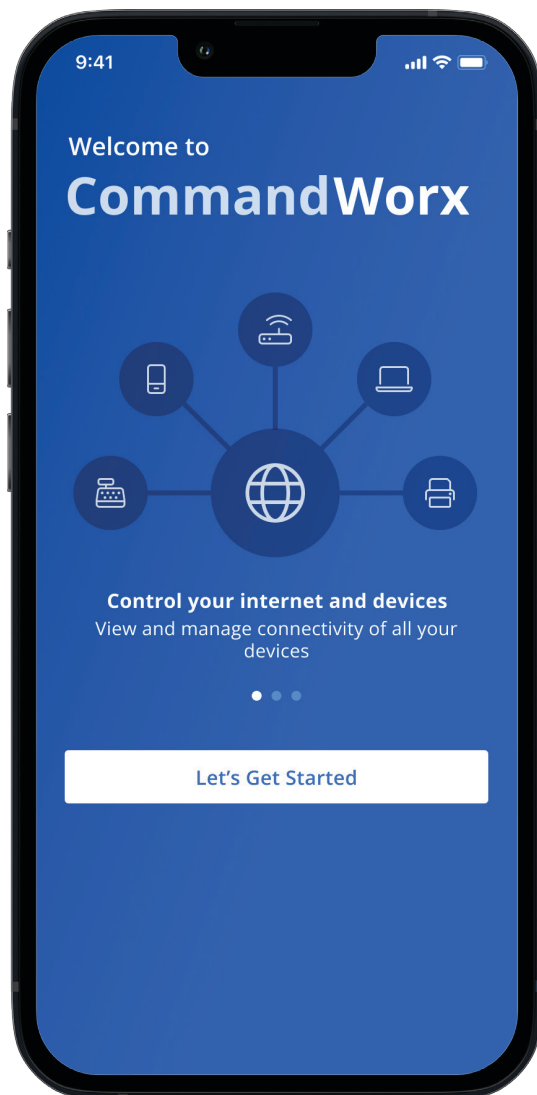 9:41
Welcome to
CommandWorx
Control your internet and devices
View and manage connectivity of all your
devices
Let’s Get Started